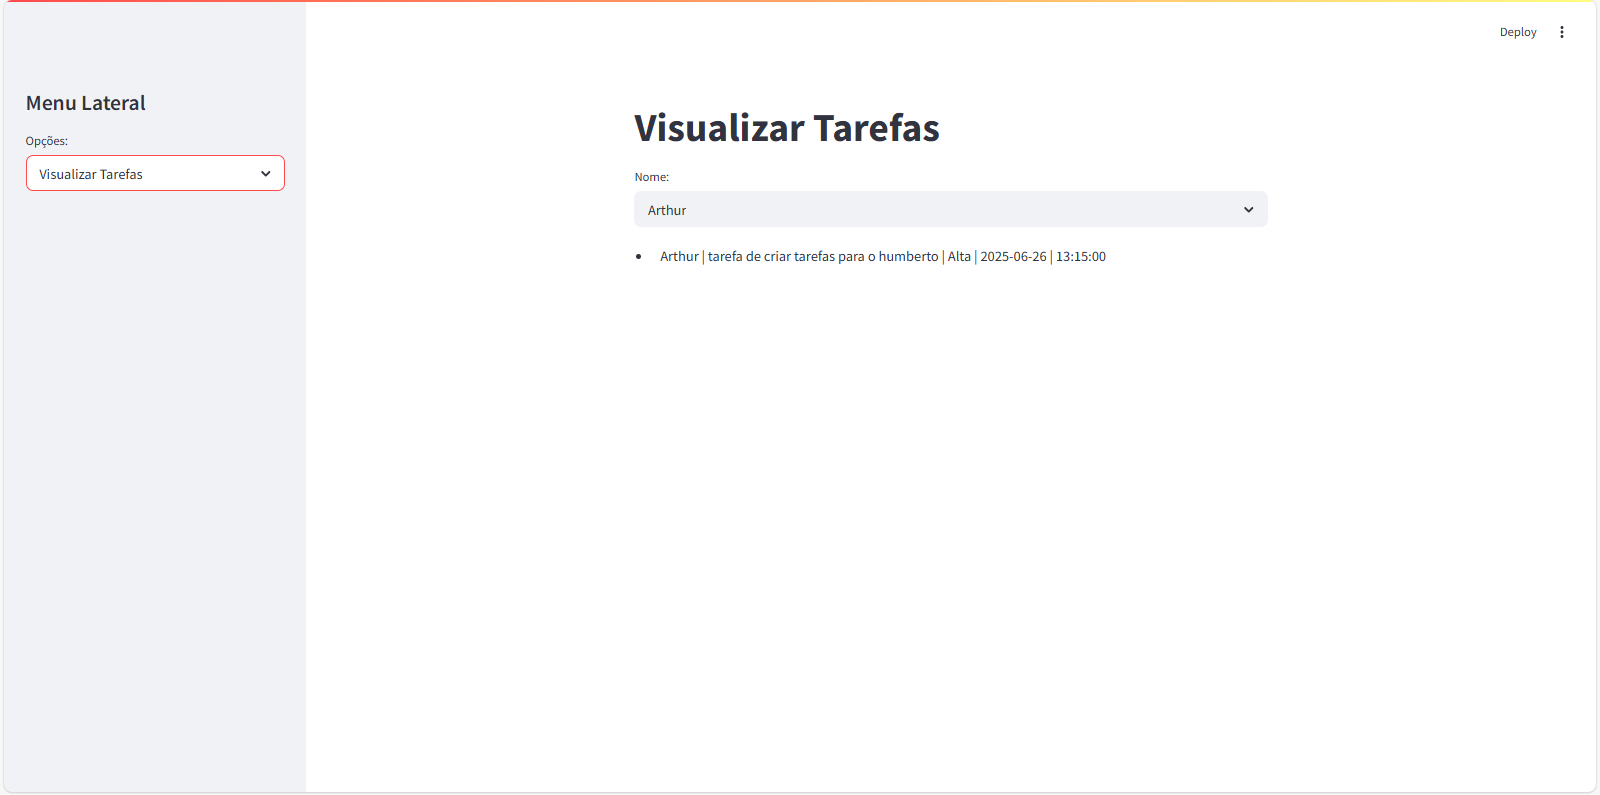 Deploy
Menu Lateral
Opções:
Visualizar Tarefas
Visualizar Tarefas
Nome:
Arthur
• Arthur | tarefa de criar tarefas para o humberto | Alta | 2025-06-26 | 13:15:00